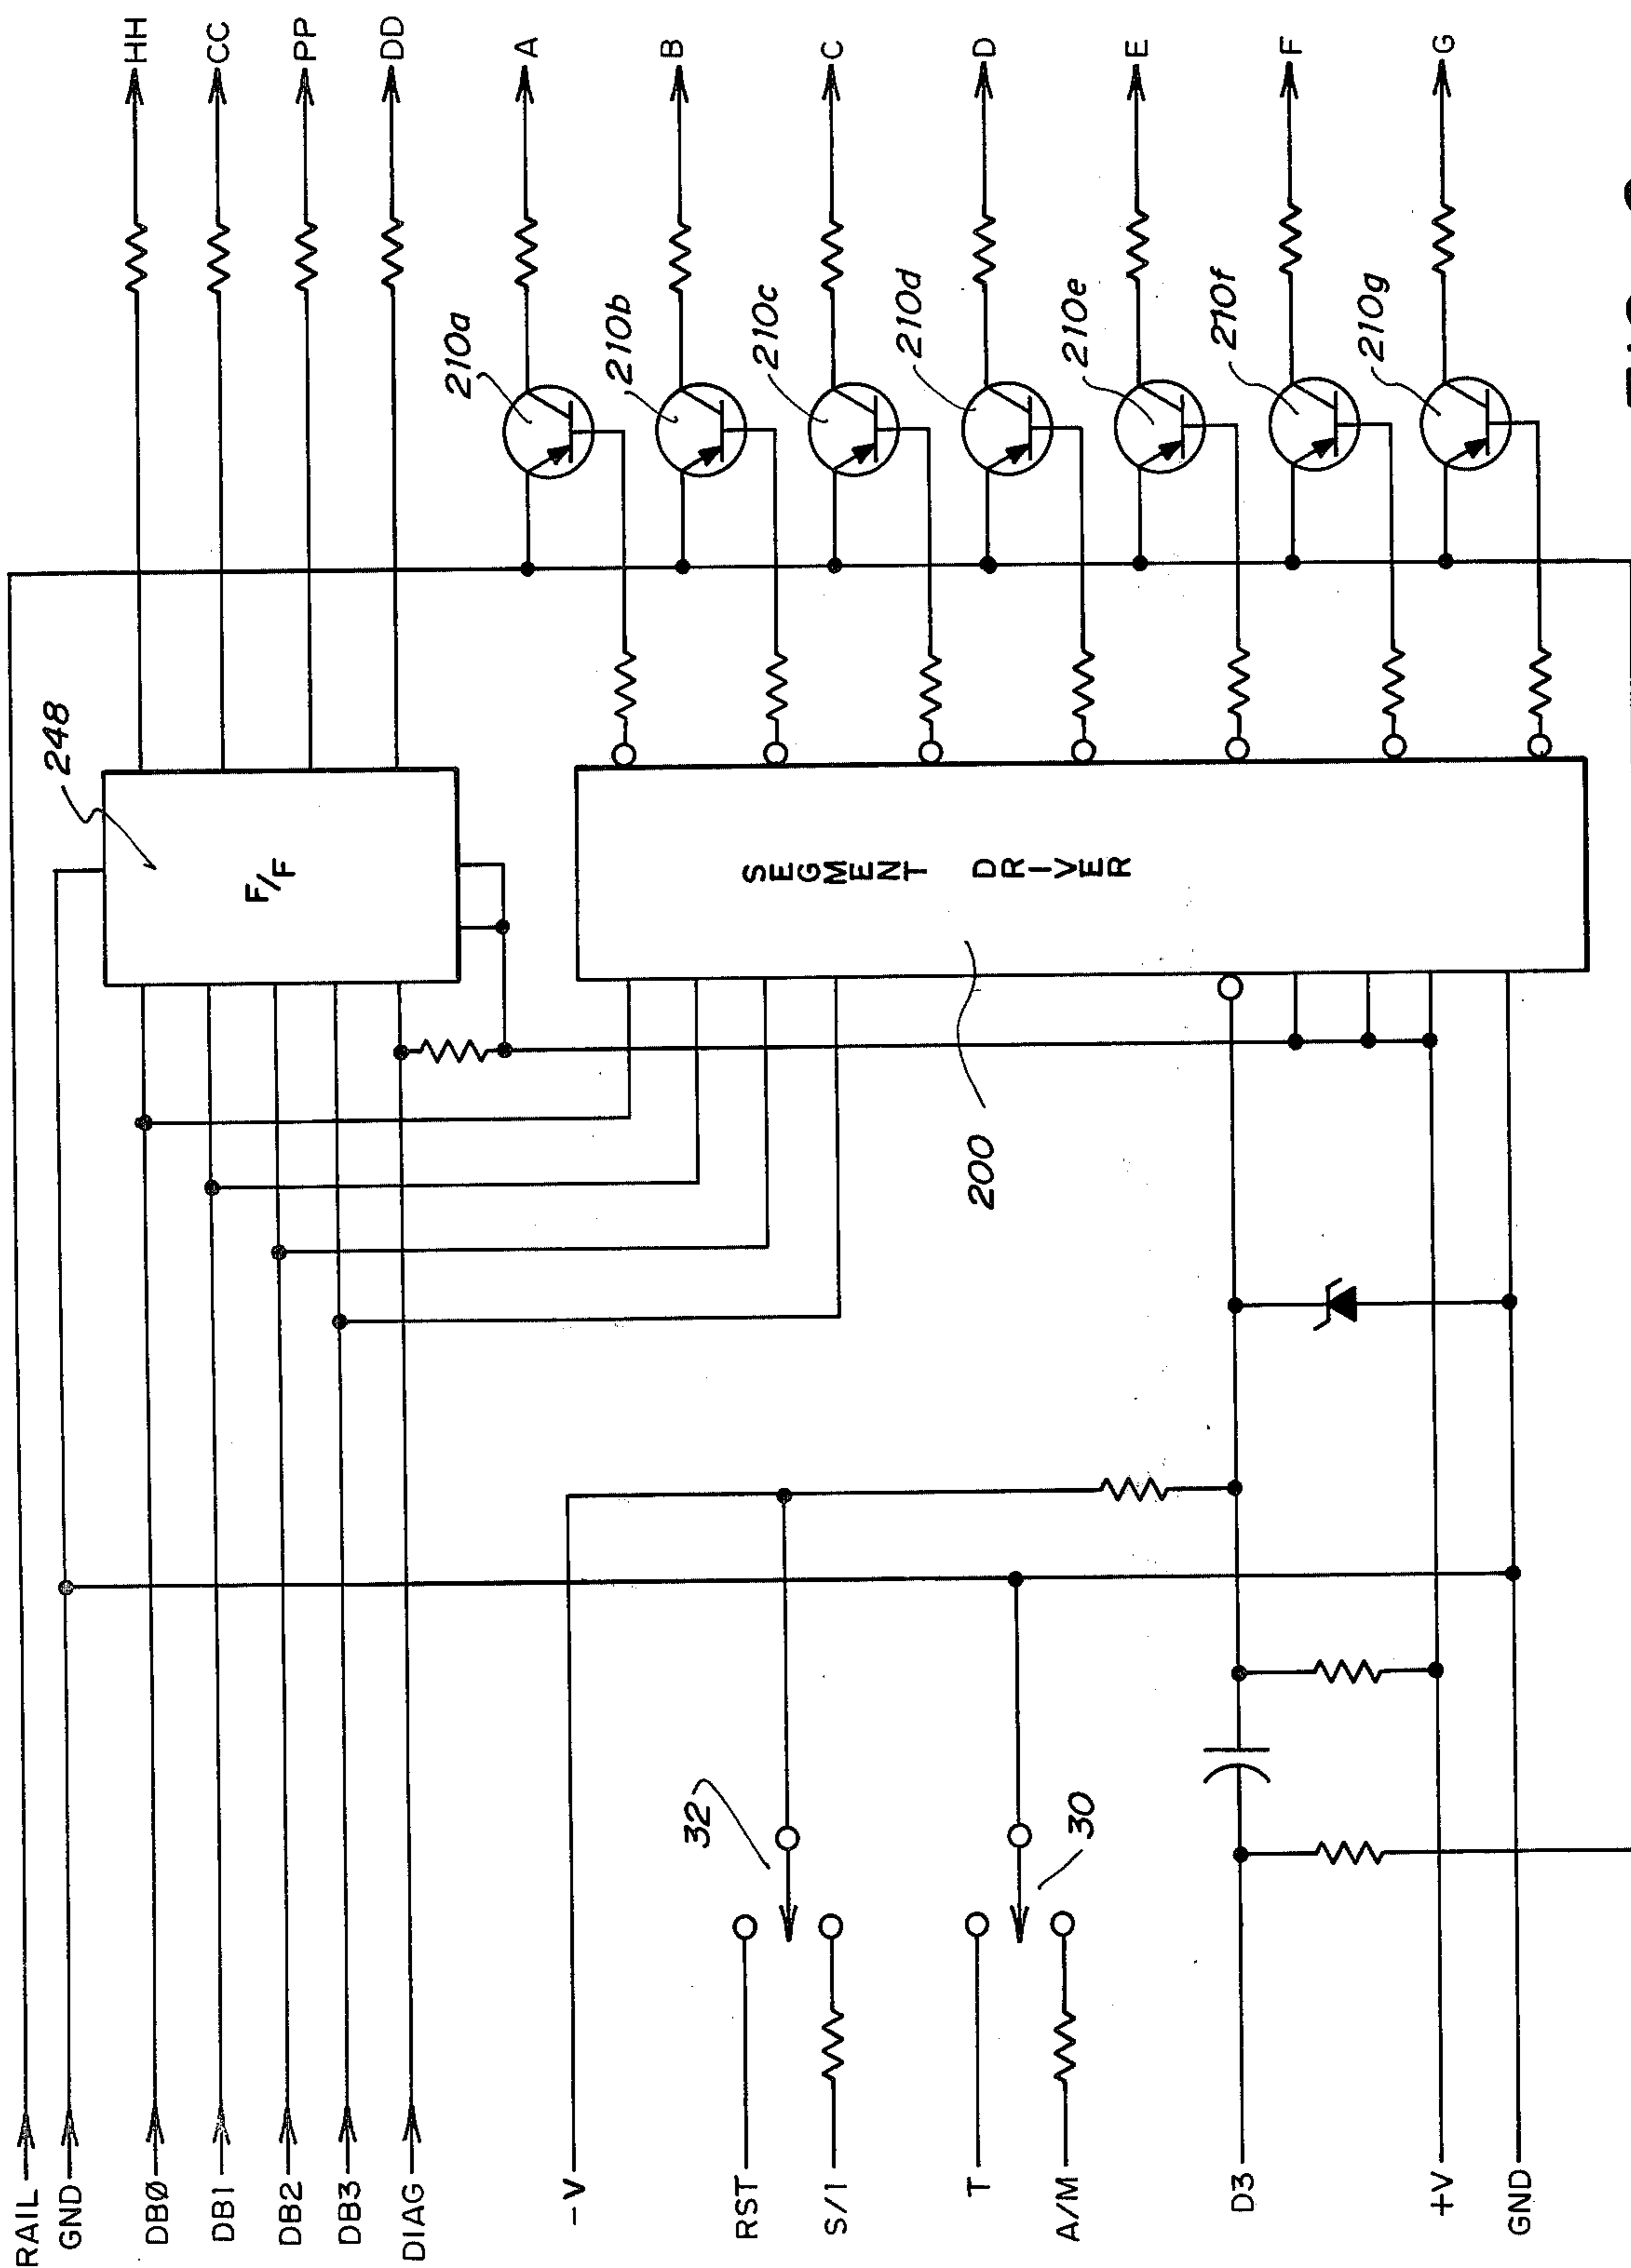 RAIL
GND
DBØ
DB1
DB2
DB3
DIAG
-V
RST
S/I
T
A/M
D3
+V
GND
32
30
248
F/F
SEGMENT DRIVER
200
210a
210b
210c
210d
210e
210f
210g
HH
CC
PP
DD
A
B
C
D
E
F
G